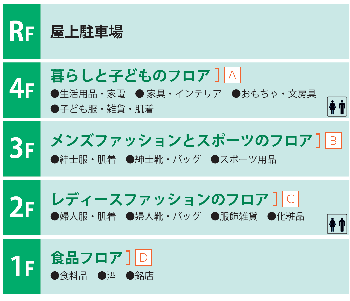 RF 屋上駐車場
4F 暮らしと子どものフロア A
●生活用品・家電 ●家具・インテリア ●おもちゃ・文房具
●子ども服・雑貨・肌着
3F メンズファッションとスポーツのフロア B
●紳士服・肌着 ●紳士靴・バッグ ●スポーツ用品
2F レディースファッションのフロア C
●婦人服・肌着 ●婦人靴・バッグ ●服飾雑貨 ●化粧品
1F 食品フロア D
●食料品 ●酒 ●銘店